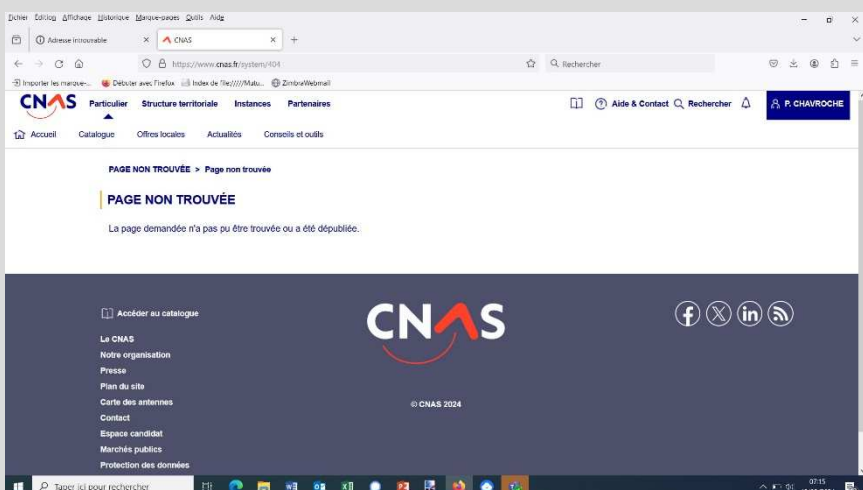 Fichier Édition Affichage Historique Marque-pages Outils Aide
Adresse introuvable × CNAS × +
https://www.cnas.fr/system/404 Rechercher
Importer les marque-... Débuter avec Firefox Index de file://///Mutu... ZimbraWebmail
CNAS Particulier Structure territoriale Instances Partenaires Aide & Contact Rechercher P. CHAVROCHE
Accueil Catalogue Offres locales Actualités Conseils et outils
PAGE NON TROUVÉE > Page non trouvée
PAGE NON TROUVÉE
La page demandée n'a pas pu être trouvée ou a été dépubliée.
Accéder au catalogue
CNAS
Le CNAS
Notre organisation
Presse
Plan du site
Carte des antennes
© CNAS 2024
Contact
Espace candidat
Marchés publics
Protection des données
Taper ici pour rechercher 07:15